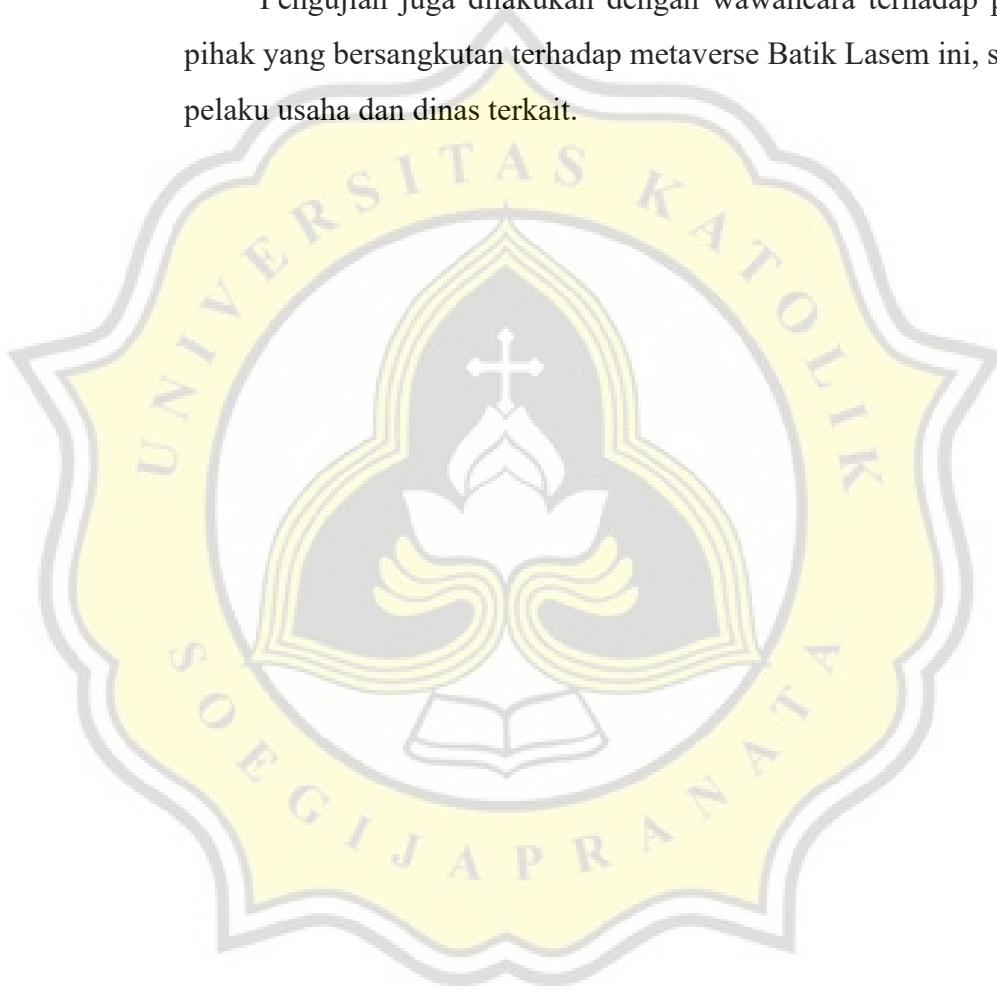 Pengujian juga dilakukan dengan wawancara terhadap
pihak yang bersangkutan terhadap metaverse Batik Lasem ini,
pelaku usaha dan dinas terkait.
UNIVERSITAS KATOLIK
SOEGIJAPRANATA